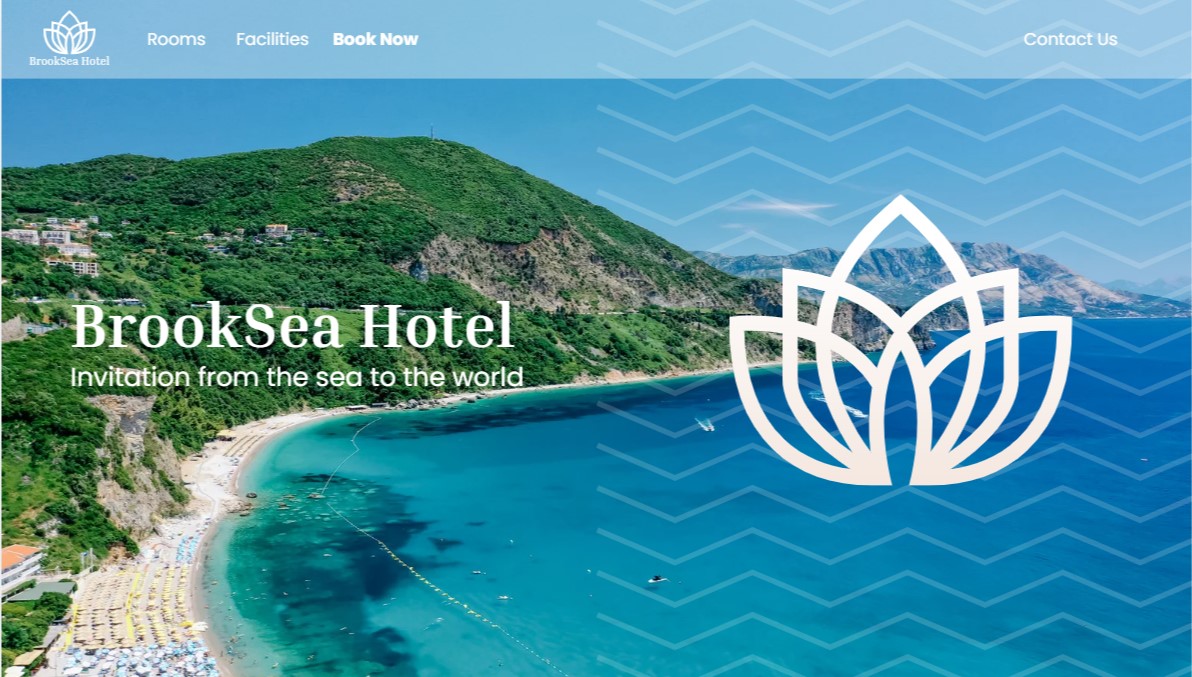 BrookSea Hotel
Rooms
Facilities
Book Now
Contact Us
BrookSea Hotel
Invitation from the sea to the world